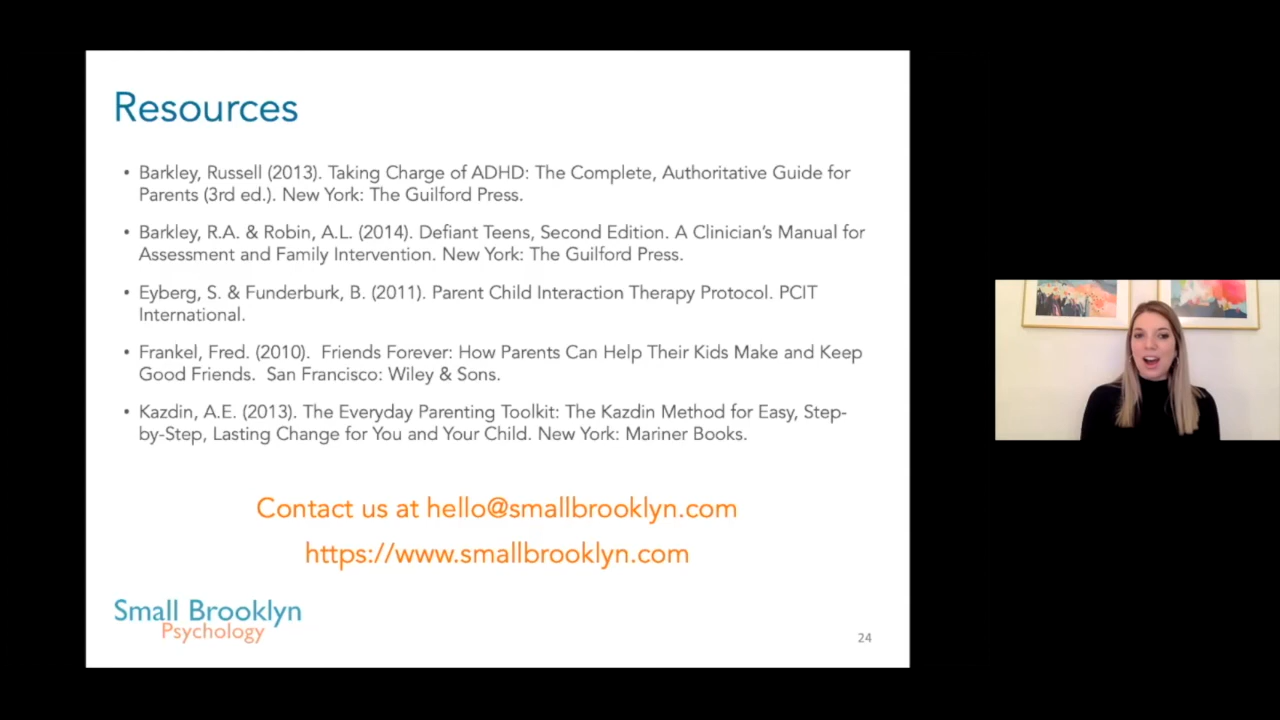 Resources
• Barkley, Russell (2013). Taking Charge of ADHD: The Complete, Authoritative Guide for
Parents (3rd ed.). New York: The Guilford Press.
• Barkley, R.A. & Robin, A.L. (2014). Defiant Teens, Second Edition. A Clinician's Manual for
Assessment and Family Intervention. New York: The Guilford Press.
• Eyberg, S. & Funderburk, B. (2011). Parent Child Interaction Therapy Protocol. PCIT
International.
• Frankel, Fred. (2010).  Friends Forever: How Parents Can Help Their Kids Make and Keep
Good Friends.  San Francisco: Wiley & Sons.
• Kazdin, A.E. (2013). The Everyday Parenting Toolkit: The Kazdin Method for Easy, Step-
by-Step, Lasting Change for You and Your Child. New York: Mariner Books.
Contact us at hello@smallbrooklyn.com
https://www.smallbrooklyn.com
Small Brooklyn
Psychology
24